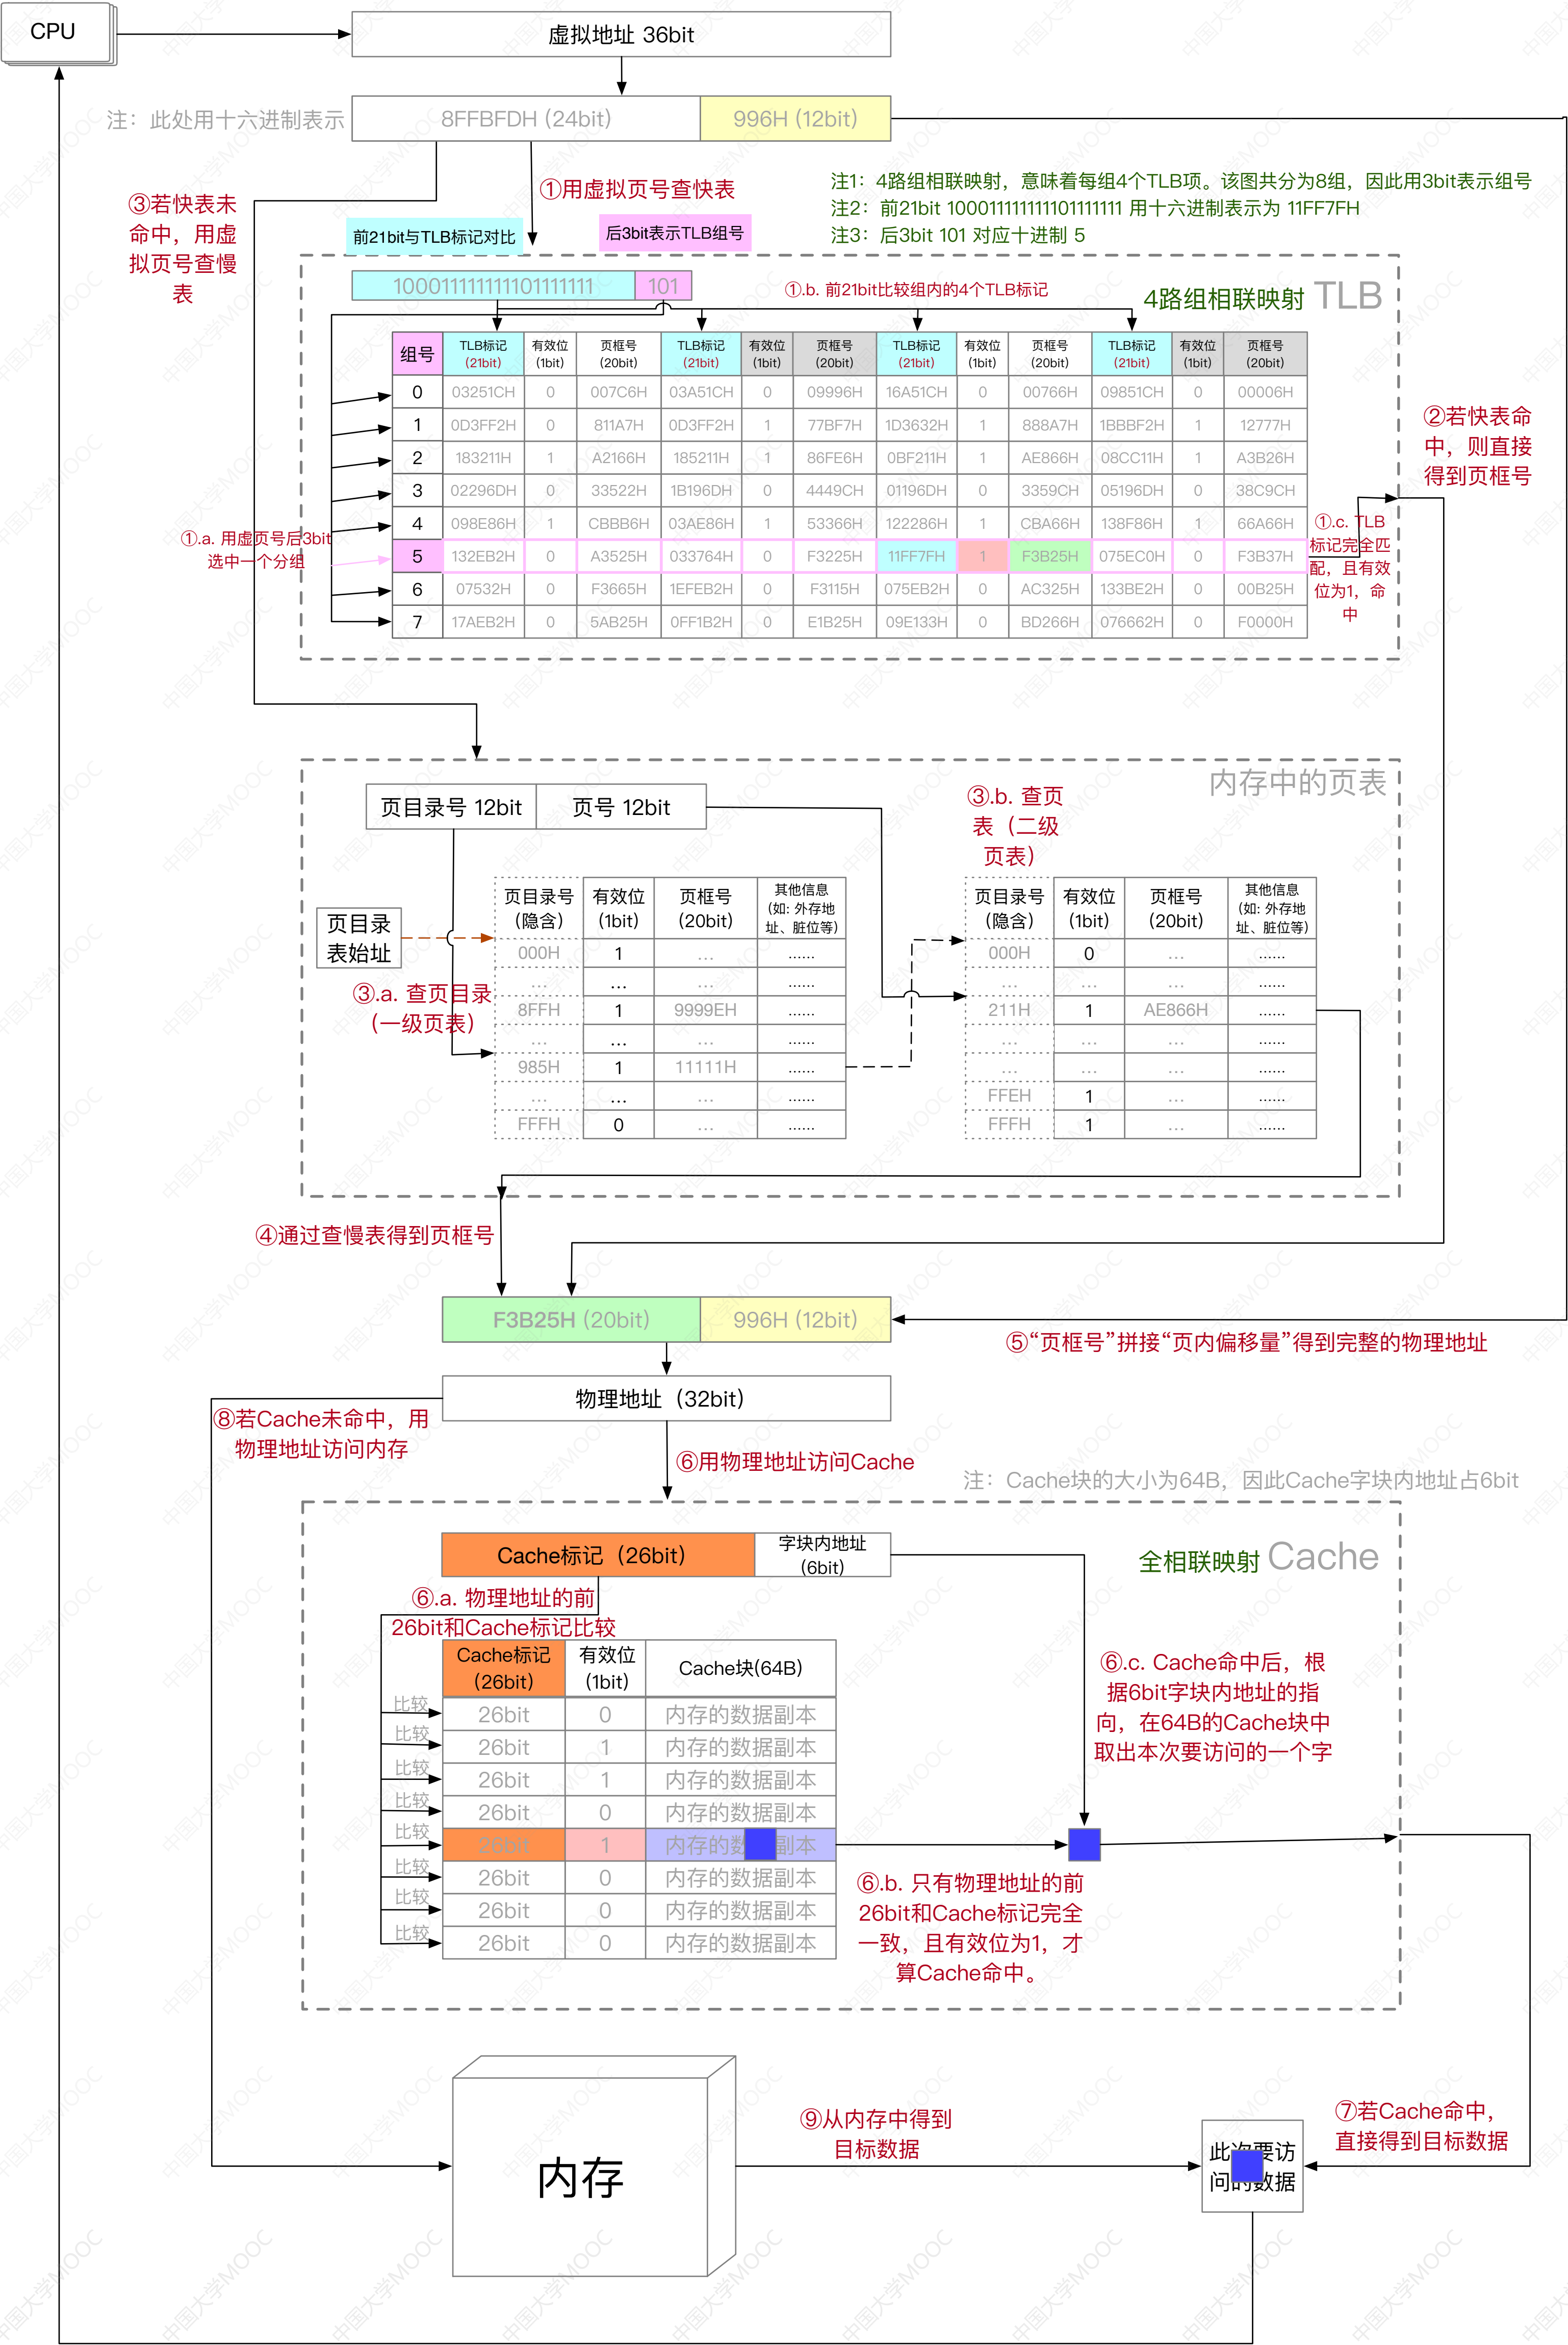 CPU
虚拟地址 36bit
注：此处用十六进制表示
8FFBFDH (24bit)
996H (12bit)
①用虚拟页号查快表
③若快表未
命中，用虚
拟页号查慢
表
注1：4路组相联映射，意味着每组4个TLB项。该图共分为8组，因此用3bit表示组号
注2：前21bit 100011111111101111111 用十六进制表示为 11FF7FH
注3：后3bit 101 对应十进制 5
前21bit与TLB标记对比
后3bit表示TLB组号
100011111111101111111
101
①.b. 前21bit比较组内的4个TLB标记
4路组相联映射 TLB
组号 TLB标记 (21bit) 有效位 (1bit) 页框号 (20bit) TLB标记 (21bit) 有效位 (1bit) 页框号 (20bit) TLB标记 (21bit) 有效位 (1bit) 页框号 (20bit) TLB标记 (21bit) 有效位 (1bit) 页框号 (20bit)
0 03251CH 0 007C6H 03A51CH 0 09996H 16A51CH 0 00766H 09851CH 0 00006H
1 0D3FF2H 0 811A7H 0D3FF2H 1 77BF7H 1D3632H 1 888A7H 1BBBF2H 1 12777H
2 183211H 1 A2166H 185211H 1 86FE6H 0BF211H 1 AE866H 08CC11H 1 A3B26H
3 02296DH 0 33522H 1B196DH 0 4449CH 01196DH 0 3359CH 05196DH 0 38C9CH
4 098E86H 1 CBBB6H 03AE86H 1 53366H 122286H 1 CBA66H 138F86H 1 66A66H
5 132EB2H 0 A3525H 033764H 0 F3225H 11FF7FH 1 F3B25H 075EC0H 0 F3B37H
6 07532H 0 F3665H 1EFEB2H 0 F3115H 075EB2H 0 AC325H 133BE2H 0 00B25H
7 17AEB2H 0 5AB25H 0FF1B2H 0 E1B25H 09E133H 0 BD266H 076662H 0 F0000H
①.a. 用虚页号后3bit
选中一个分组
①.c. TLB
标记完全匹
配，且有效
位为1，命
中
②若快表命
中，则直接
得到页框号
内存中的页表
页目录号 12bit
页号 12bit
③.b. 查页
表（二级
页表）
页目录
表始址
③.a. 查页目录
（一级页表）
页目录号 (隐含) 有效位 (1bit) 页框号 (20bit) 其他信息 (如: 外存地址、脏位等)
000H 1 ... ......
... ... ... ......
8FFH 1 9999EH ......
... ... ... ......
985H 1 11111H ......
... ... ... ......
FFFH 0 ... ......
页目录号 (隐含) 有效位 (1bit) 页框号 (20bit) 其他信息 (如: 外存地址、脏位等)
000H 0 ... ......
... ... ... ......
211H 1 AE866H ......
... ... ... ......
... ... ... ......
FFEH 1 ... ......
FFFH 1 ... ......
④通过查慢表得到页框号
F3B25H (20bit)
996H (12bit)
⑤“页框号”拼接“页内偏移量”得到完整的物理地址
物理地址（32bit）
⑧若Cache未命中，用
物理地址访问内存
⑥用物理地址访问Cache
注：Cache块的大小为64B，因此Cache字块内地址占6bit
Cache标记（26bit）
字块内地址
(6bit)
全相联映射 Cache
⑥.a. 物理地址的前
26bit和Cache标记比较
Cache标记 (26bit) 有效位 (1bit) Cache块(64B)
比较 26bit 0 内存的数据副本
比较 26bit 1 内存的数据副本
比较 26bit 1 内存的数据副本
比较 26bit 0 内存的数据副本
比较 26bit 1 内存的数据副本
比较 26bit 0 内存的数据副本
比较 26bit 0 内存的数据副本
比较 26bit 0 内存的数据副本
⑥.c. Cache命中后，根
据6bit字块内地址的指
向，在64B的Cache块中
取出本次要访问的一个字
⑥.b. 只有物理地址的前
26bit和Cache标记完全
一致，且有效位为1，才
算Cache命中。
内存
⑨从内存中得到
目标数据
此次要访
问的数据
⑦若Cache命中，
直接得到目标数据
中国大学MOOC